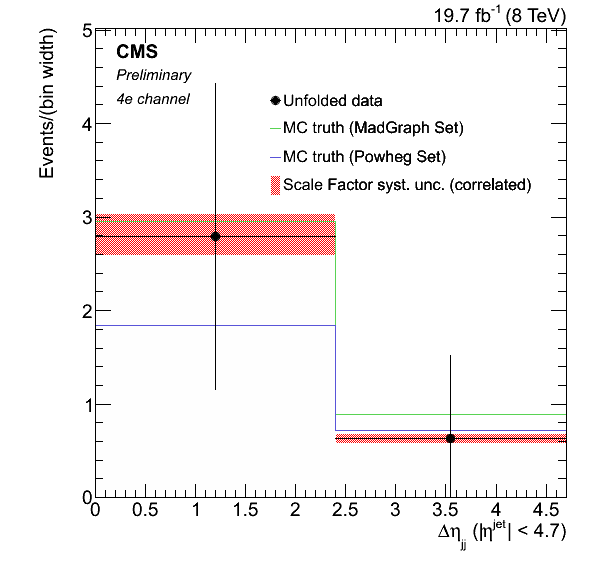 19.7 fb⁻¹ (8 TeV)
Events/(bin width)
CMS
Preliminary
4e channel
Unfolded data
MC truth (MadGraph Set)
MC truth (Powheg Set)
Scale Factor syst. unc. (correlated)
5
4
3
2
1
0
0 0.5 1 1.5 2 2.5 3 3.5 4 4.5
Δη_jj (|η^jet| < 4.7)